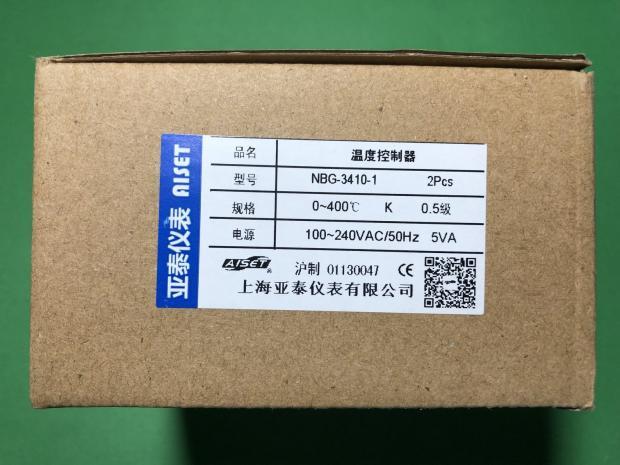 亚泰仪表 AISET
品名 温度控制器
型号 NBG-3410-1 2Pcs
规格 0~400℃ K 0.5级
电源 100~240VAC/50Hz 5VA
AISET® 沪制 01130047 CE
上海亚泰仪表有限公司